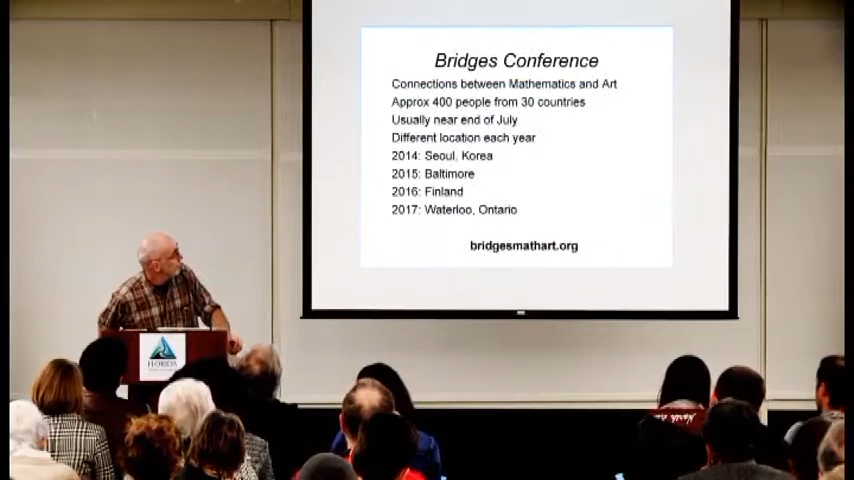 Bridges Conference
Connections between Mathematics and Art
Approx 400 people from 30 countries
Usually near end of July
Different location each year
2014: Seoul, Korea
2015: Baltimore
2016: Finland
2017: Waterloo, Ontario
bridgesmathart.org
FLORIDA
North